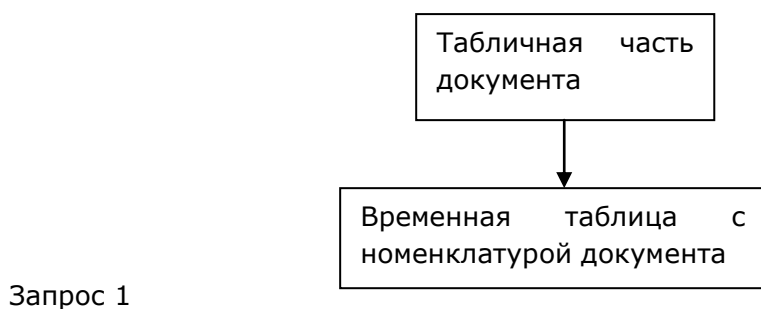 Табличная часть
документа
Временная таблица с
номенклатурой документа
Запрос 1